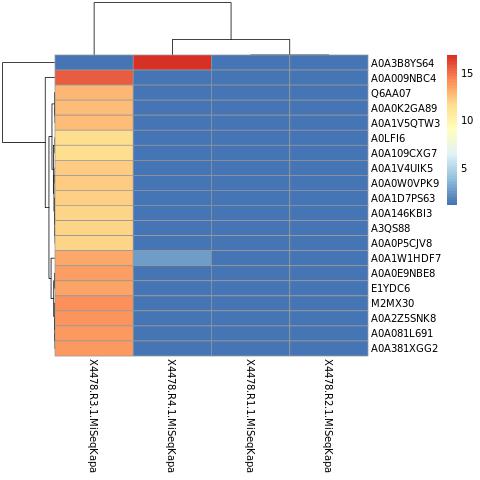 A0A3B8YS64
A0A009NBC4
Q6AA07
A0A0K2GA89
A0A1V5QTW3
A0LFI6
A0A109CXG7
A0A1V4UIK5
A0A0W0VPK9
A0A1D7PS63
A0A146KBI3
A3QS88
A0A0P5CJV8
A0A1W1HDF7
A0A0E9NBE8
E1YDC6
M2MX30
A0A2Z5SNK8
A0A081L691
A0A381XGG2
15
10
5
X4478.R3.1.MiSeqKapa
X4478.R4.1.MiSeqKapa
X4478.R1.1.MiSeqKapa
X4478.R2.1.MiSeqKapa